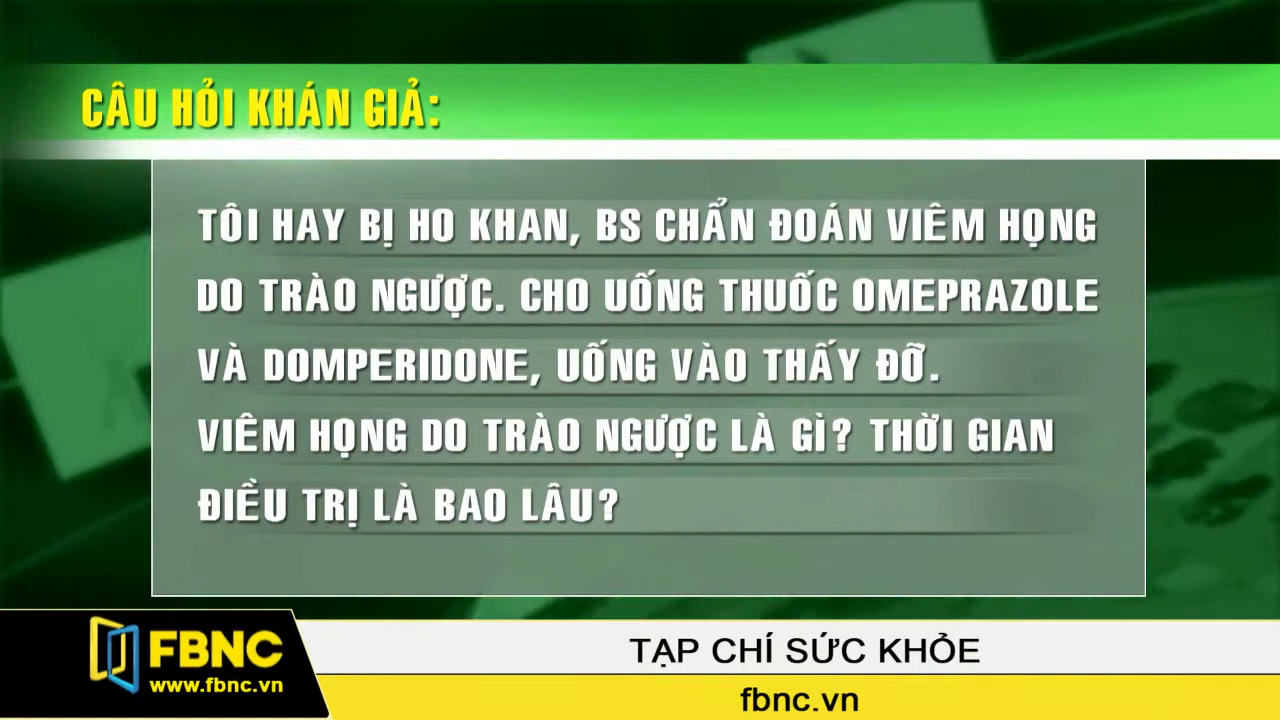 CÂU HỎI KHÁN GIẢ:
TÔI HAY BỊ HO KHAN, BS CHẨN ĐOÁN VIÊM HỌNG
DO TRÀO NGƯỢC. CHO UỐNG THUỐC OMEPRAZOLE
VÀ DOMPERIDONE, UỐNG VÀO THẤY ĐỠ.
VIÊM HỌNG DO TRÀO NGƯỢC LÀ GÌ? THỜI GIAN
ĐIỀU TRỊ LÀ BAO LÂU?
FBNC
www.fbnc.vn
TẠP CHÍ SỨC KHỎE
fbnc.vn